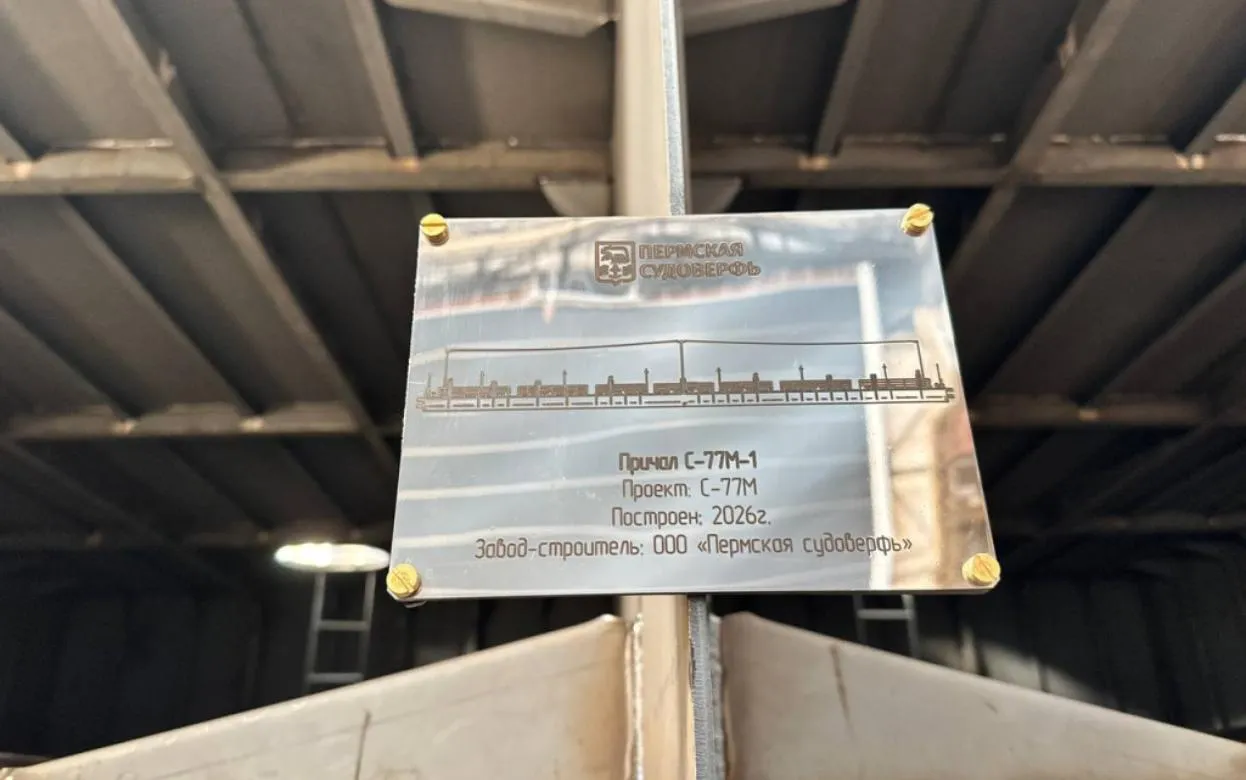 ПЕРМСКАЯ
СУДОВЕРФЬ
Причал С-77М-1
Проект: С-77М
Построен: 2026г.
Завод-строитель: ООО «Пермская судоверфь»